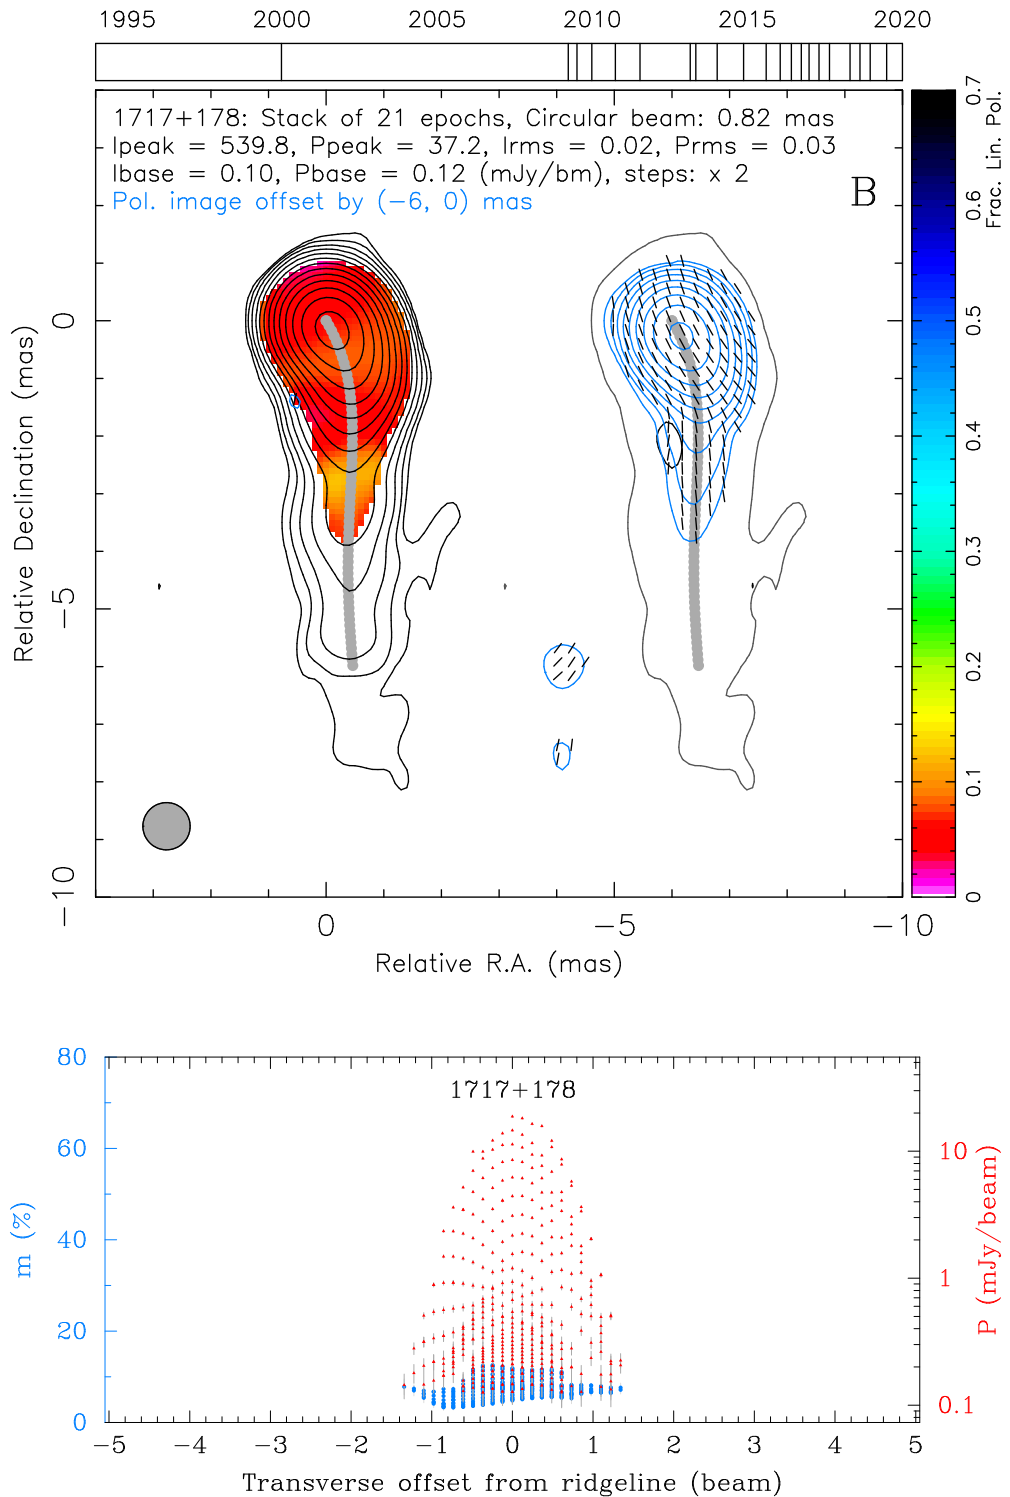 1995 2000 2005 2010 2015 2020
1717+178: Stack of 21 epochs, Circular beam: 0.82 mas
Ipeak = 539.8, Ppeak = 37.2, Irms = 0.02, Prms = 0.03
Ibase = 0.10, Pbase = 0.12 (mJy/bm), steps: x 2
Pol. image offset by (−6, 0) mas
B
Relative Declination (mas)
0
−5
−10
0 −5 −10
Relative R.A. (mas)
0 0.1 0.2 0.3 0.4 0.5 0.6 0.7
Frac. Lin. Pol.
1717+178
m (%)
80
60
40
20
0
10
1
0.1
P (mJy/beam)
−5 −4 −3 −2 −1 0 1 2 3 4 5
Transverse offset from ridgeline (beam)